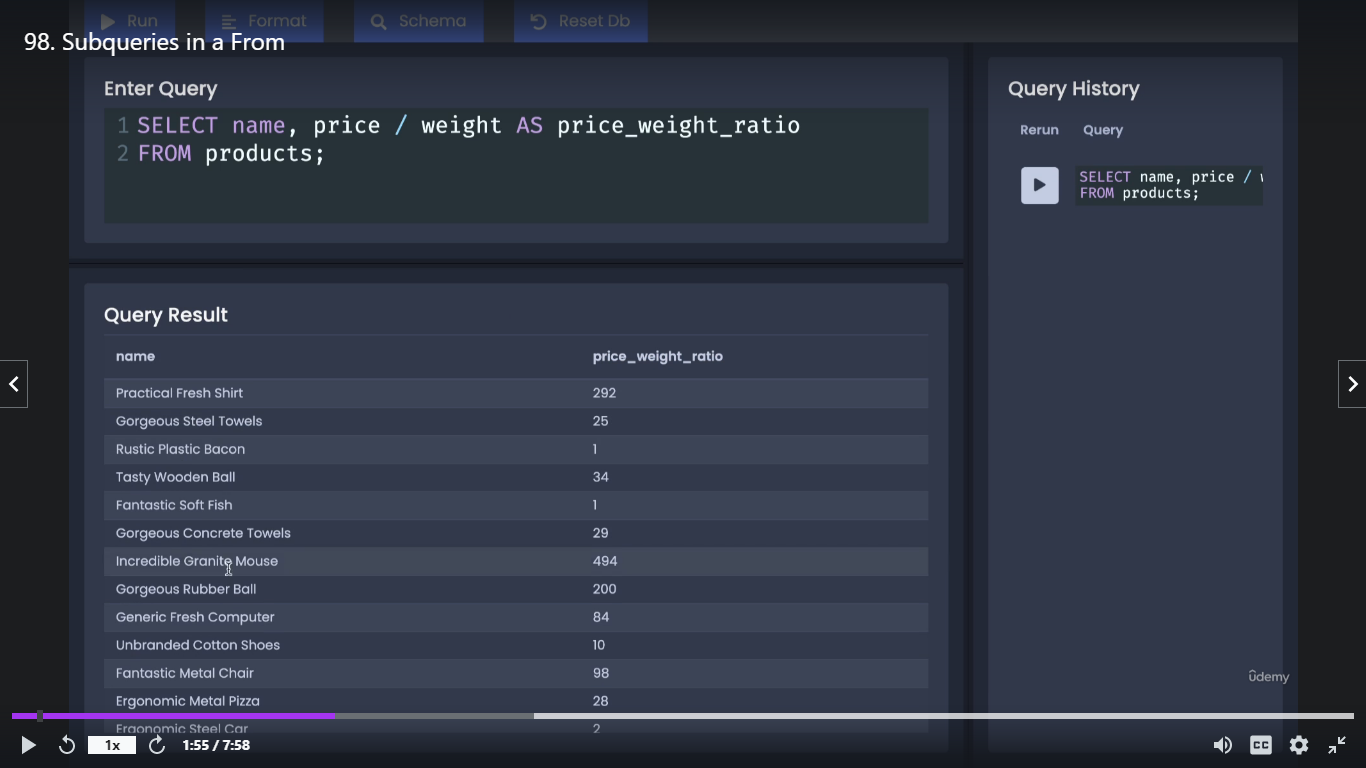 Run Format Schema Reset Db
98. Subqueries in a From
Enter Query
1 SELECT name, price / weight AS price_weight_ratio
2 FROM products;
Query History
Rerun Query
SELECT name, price /
FROM products;
Query Result
name price_weight_ratio
Practical Fresh Shirt 292
Gorgeous Steel Towels 25
Rustic Plastic Bacon 1
Tasty Wooden Ball 34
Fantastic Soft Fish 1
Gorgeous Concrete Towels 29
Incredible Granite Mouse 494
Gorgeous Rubber Ball 200
Generic Fresh Computer 84
Unbranded Cotton Shoes 10
Fantastic Metal Chair 98
Ergonomic Metal Pizza 28
Ergonomic Steel Car 2
ûdemy
1x 1:55 / 7:58 CC